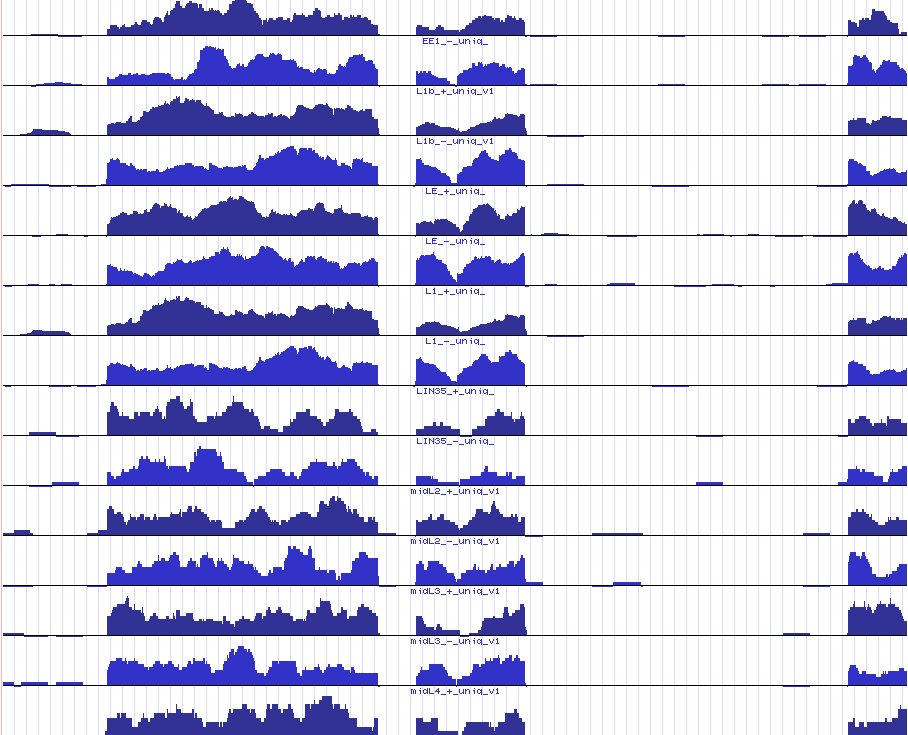 EE1_-_uniq_
L1b_+_uniq_v1
L1b_-_uniq_v1
LE_+_uniq_
LE_-_uniq_
L1_+_uniq_
L1_-_uniq_
LIN35_+_uniq_
LIN35_-_uniq_
midL2_+_uniq_v1
midL2_-_uniq_v1
midL3_+_uniq_v1
midL3_-_uniq_v1
midL4_+_uniq_v1